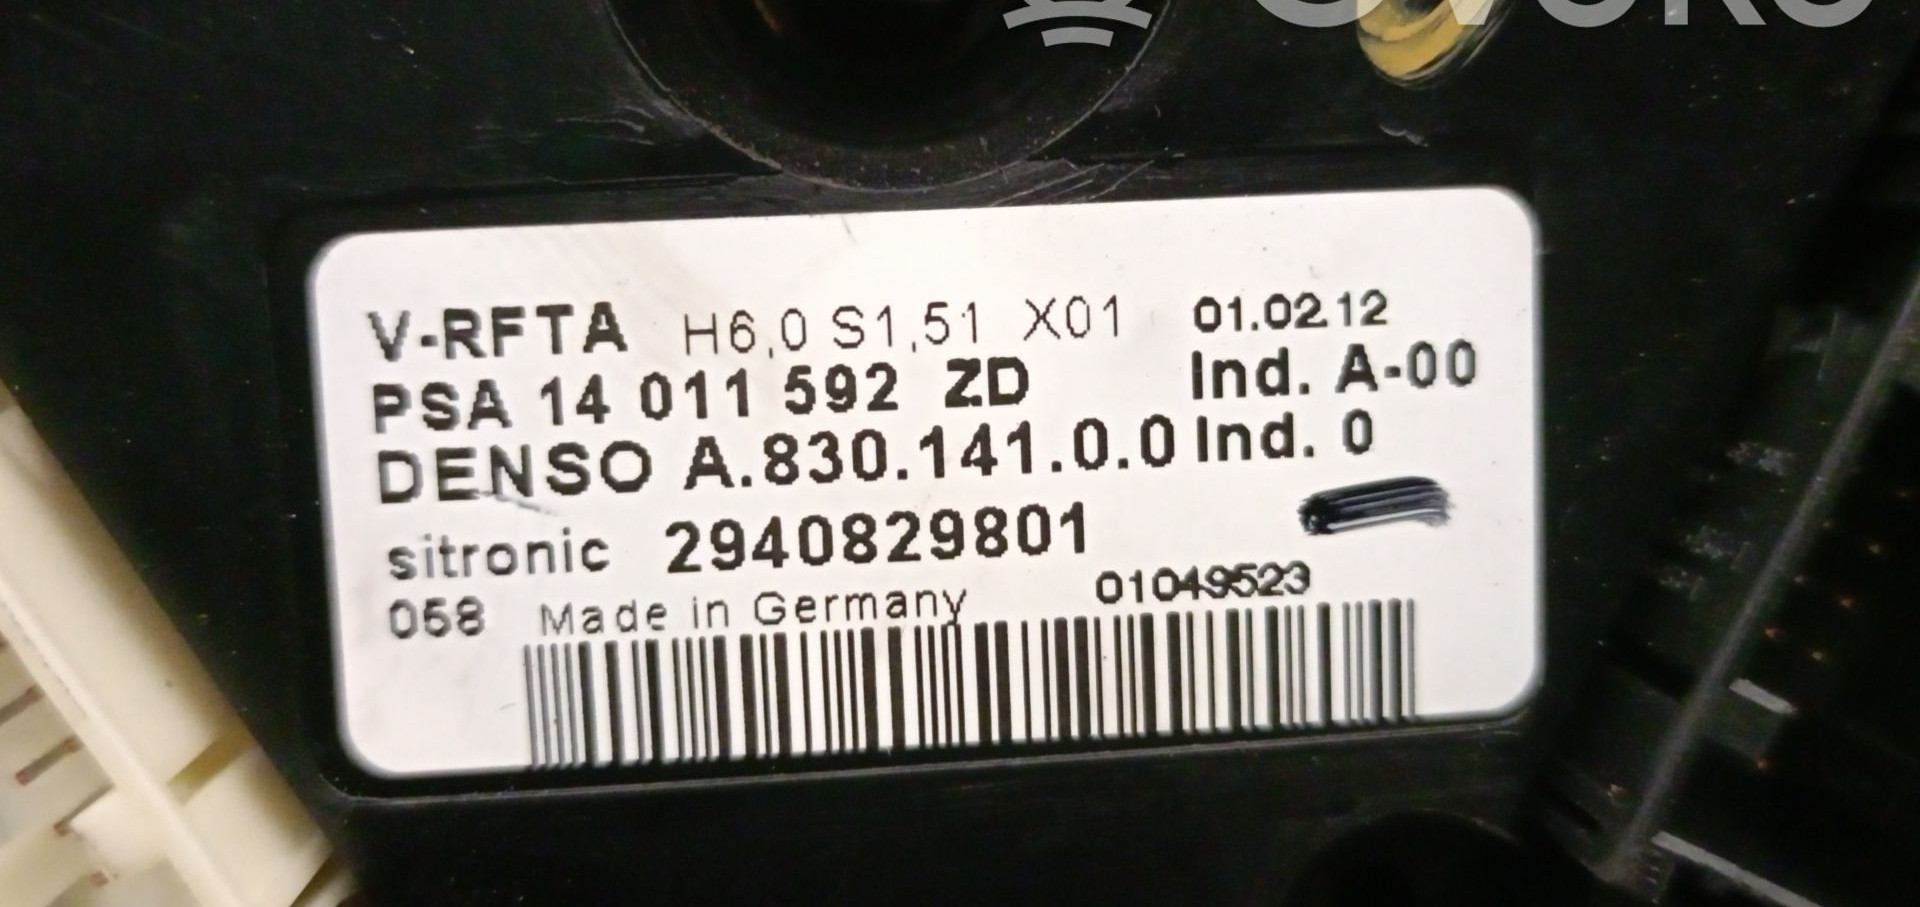 V-RFTA H6,0 S1,51 X01 01.02.12
PSA 14 011 592 ZD Ind. A-00
DENSO A.830.141.0.0 Ind. 0
sitronic 2940829801
058 Made in Germany 01049523